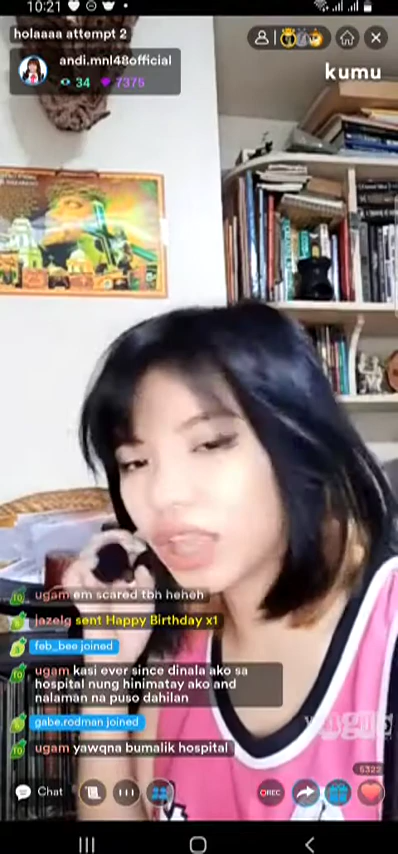 10:21
holaaaa attempt 2
andi.mnl48official
34 7375
kumu
ugam em scared tbh heheh
jazelg sent Happy Birthday x1
feb_bee joined
ugam kasi ever since dinala ako sa
hospital nung hinimatay ako and
nalaman na puso dahilan
gabe.rodman joined
ugam yawqna bumalik hospital
5322
Chat
REC